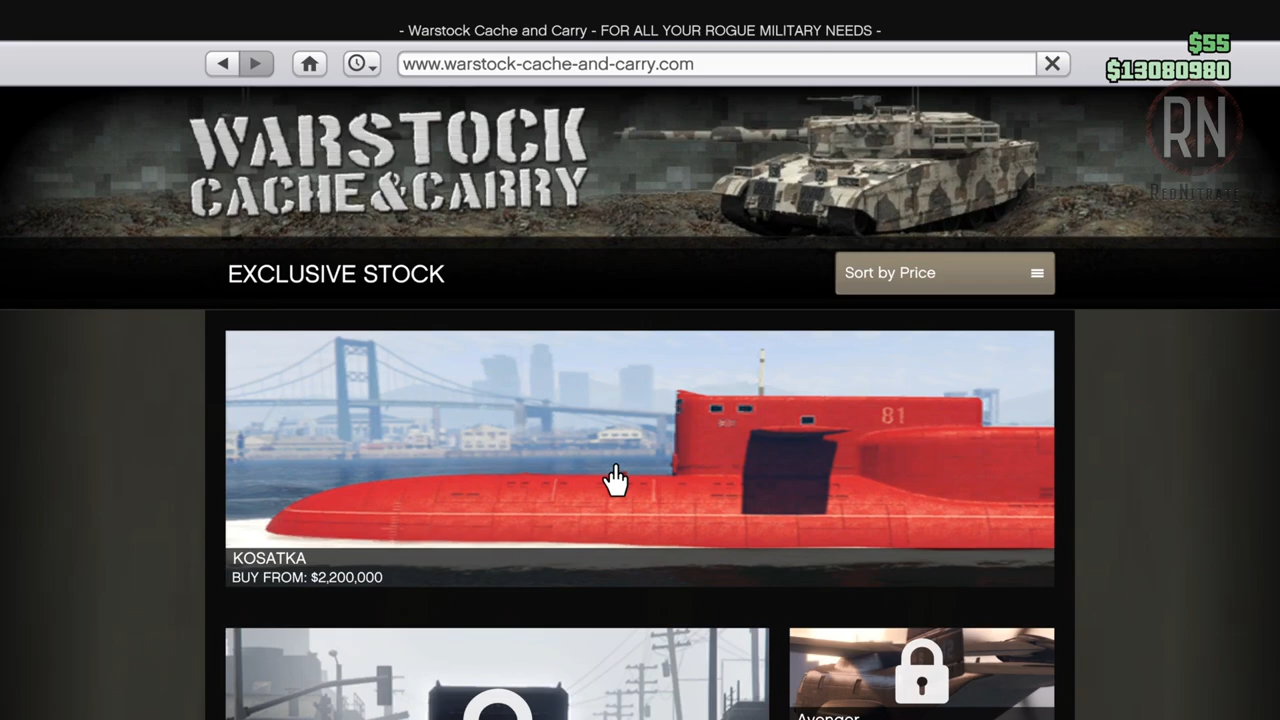 - Warstock Cache and Carry - FOR ALL YOUR ROGUE MILITARY NEEDS -
$55
www.warstock-cache-and-carry.com
$13080980
WARSTOCK
CACHE&CARRY
RN
REDNITRATE
EXCLUSIVE STOCK
Sort by Price
81
KOSATKA
BUY FROM: $2,200,000
Avenger